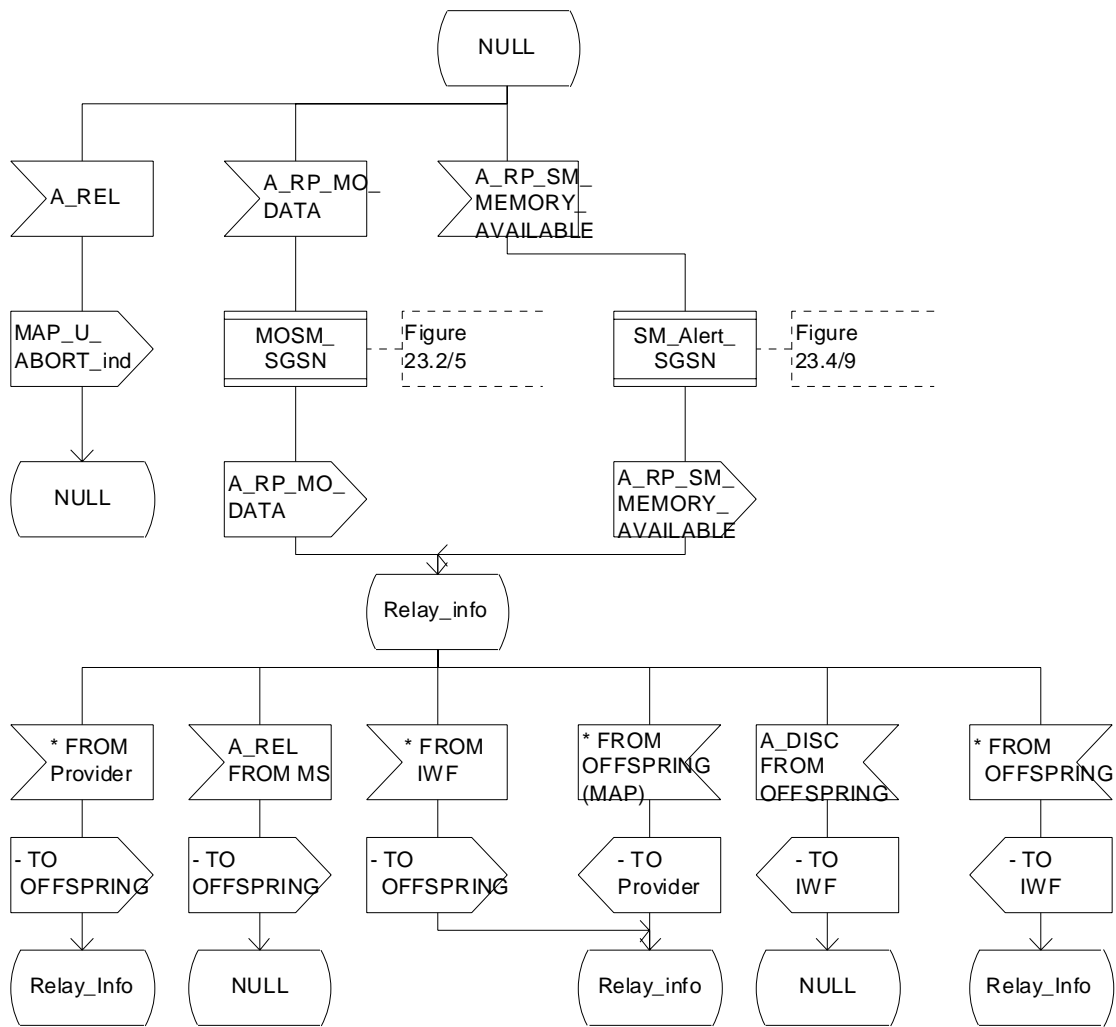 NULL
A_REL
A_RP_MO_
DATA
A_RP_SM_
MEMORY_
AVAILABLE
MAP_U_
ABORT_ind
MOSM_
SGSN
Figure
23.2/5
SM_Alert_
SGSN
Figure
23.4/9
NULL
A_RP_MO_
DATA
A_RP_SM_
MEMORY_
AVAILABLE
Relay_info
* FROM
Provider
A_REL
FROM MS
* FROM
IWF
* FROM
OFFSPRING
(MAP)
A_DISC
FROM
OFFSPRING
* FROM
OFFSPRING
- TO
OFFSPRING
- TO
OFFSPRING
- TO
OFFSPRING
- TO
Provider
- TO
IWF
- TO
IWF
Relay_Info
NULL
Relay_info
NULL
Relay_Info